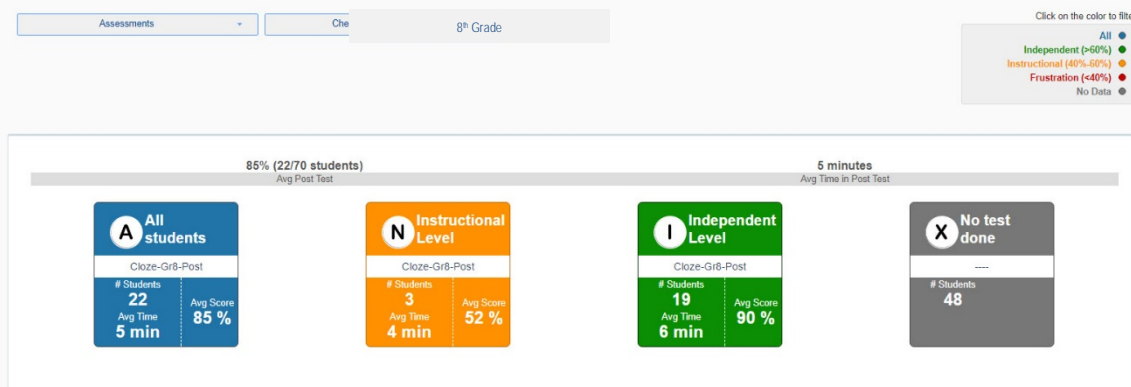 Assessments
Che
8th Grade
Click on the color to filte
All
Independent (>60%)
Instructional (40%-60%)
Frustration (<40%)
No Data
85% (22/70 students)
Avg Post Test
5 minutes
Avg Time in Post Test
A
All
students
Cloze-Gr8-Post
# Students
22
Avg Time
5 min
Avg Score
85 %
N
Instructional
Level
Cloze-Gr8-Post
# Students
3
Avg Time
4 min
Avg Score
52 %
I
Independent
Level
Cloze-Gr8-Post
# Students
19
Avg Time
6 min
Avg Score
90 %
X
No test
done
----
# Students
48